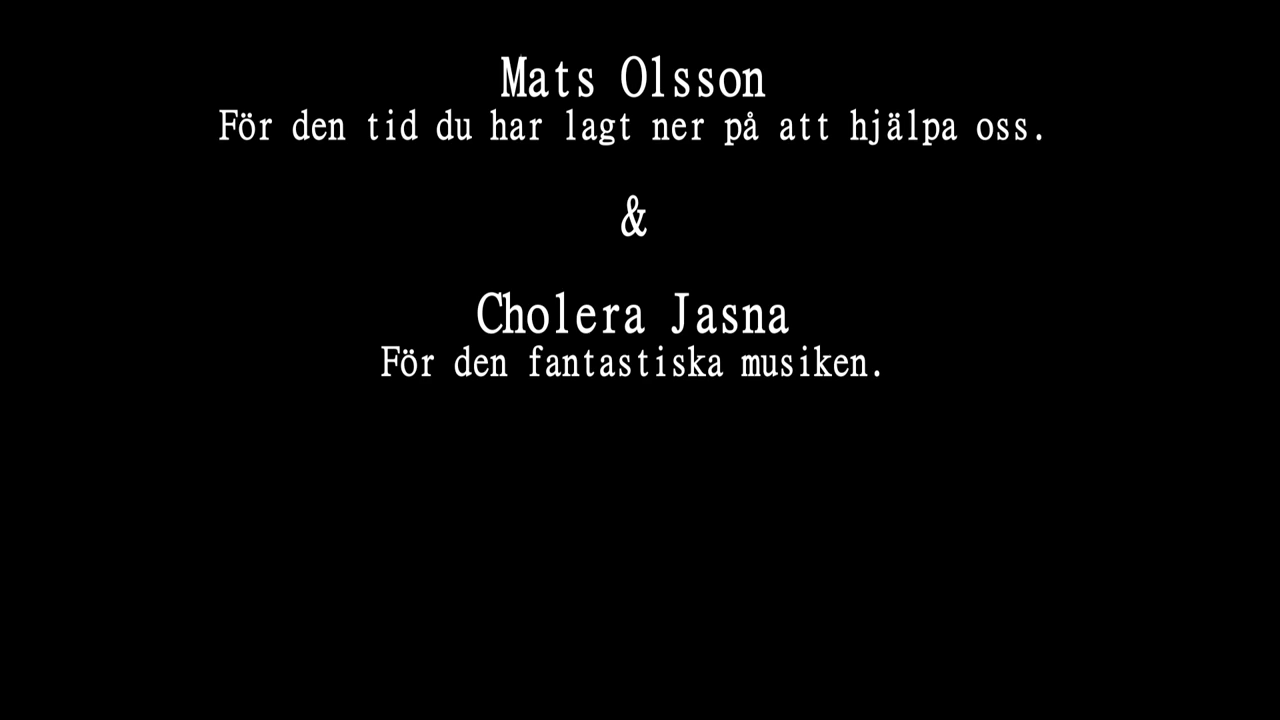 Mats Olsson
För den tid du har lagt ner på att hjälpa oss.
&
Cholera Jasna
För den fantastiska musiken.